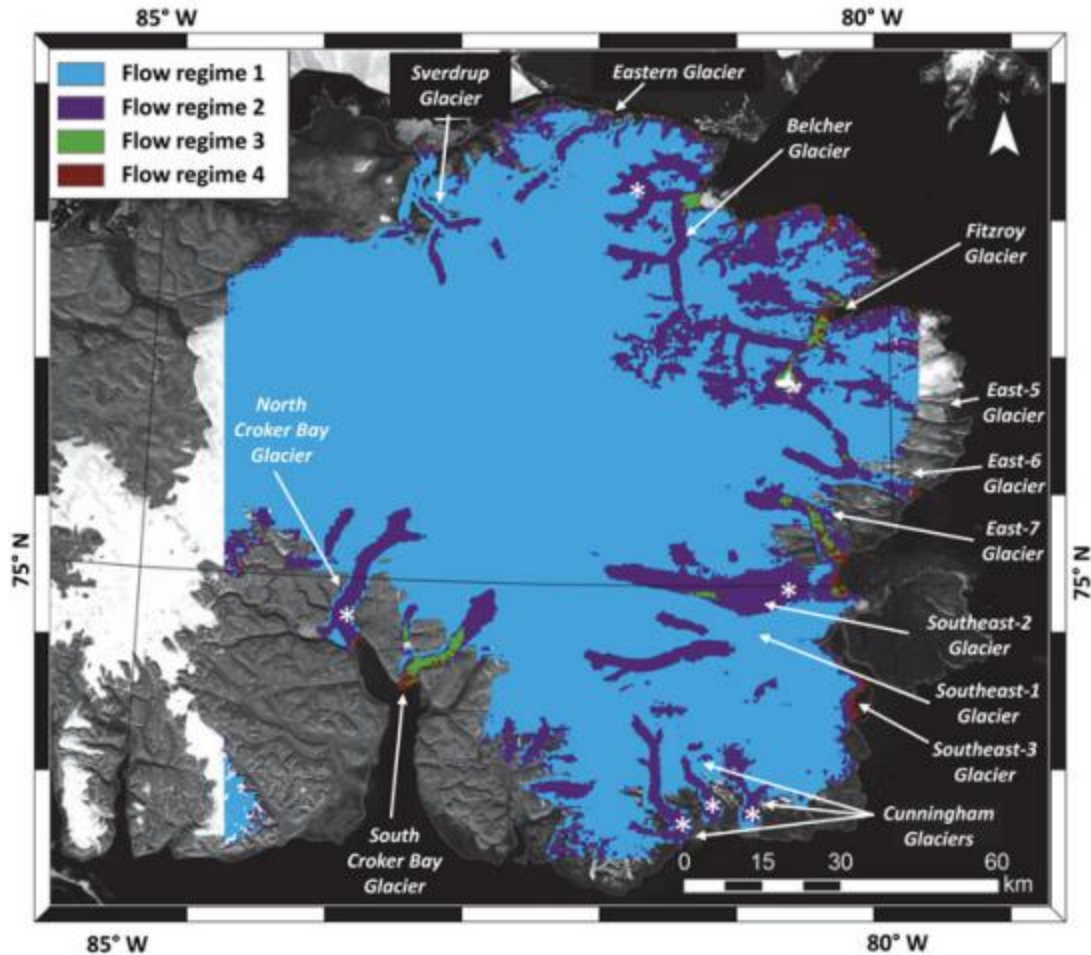 85° W
80° W
Flow regime 1
Flow regime 2
Flow regime 3
Flow regime 4
Sverdrup
Glacier
Eastern Glacier
Belcher
Glacier
N
Fitzroy
Glacier
North
Croker Bay
Glacier
East-5
Glacier
East-6
Glacier
East-7
Glacier
75° N
75° N
Southeast-2
Glacier
Southeast-1
Glacier
Southeast-3
Glacier
South
Croker Bay
Glacier
Cunningham
Glaciers
0 15 30 60
km
85° W
80° W